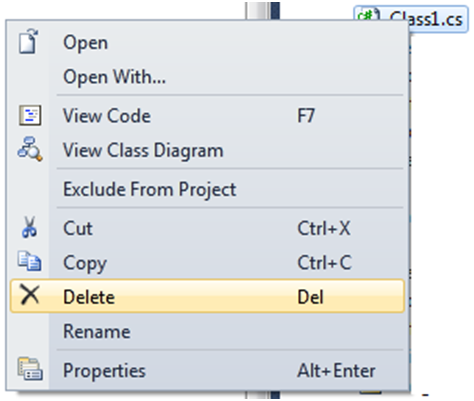 Class1.cs
Open
Open With...
View Code F7
View Class Diagram
Exclude From Project
Cut Ctrl+X
Copy Ctrl+C
Delete Del
Rename
Properties Alt+Enter